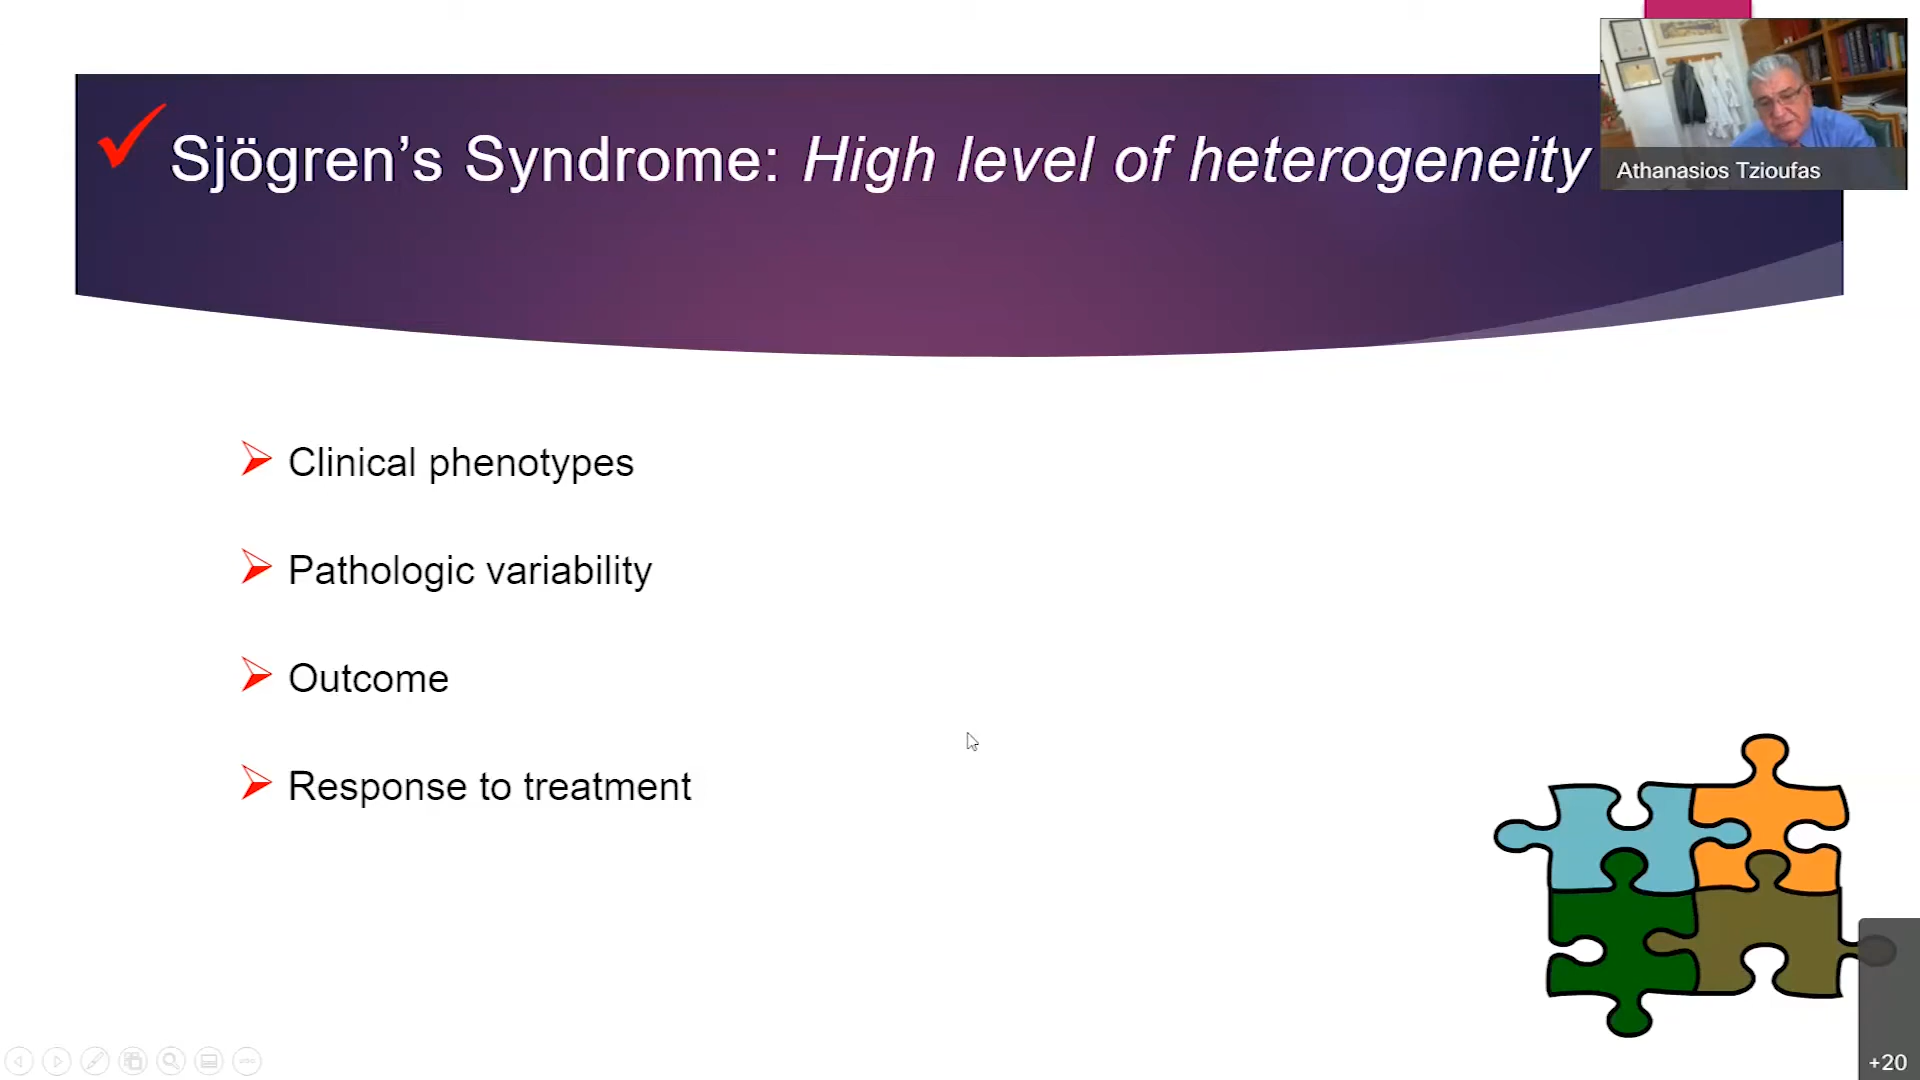 Sjögren’s Syndrome: High level of heterogeneity
Athanasios Tzioufas
Clinical phenotypes
Pathologic variability
Outcome
Response to treatment
+20